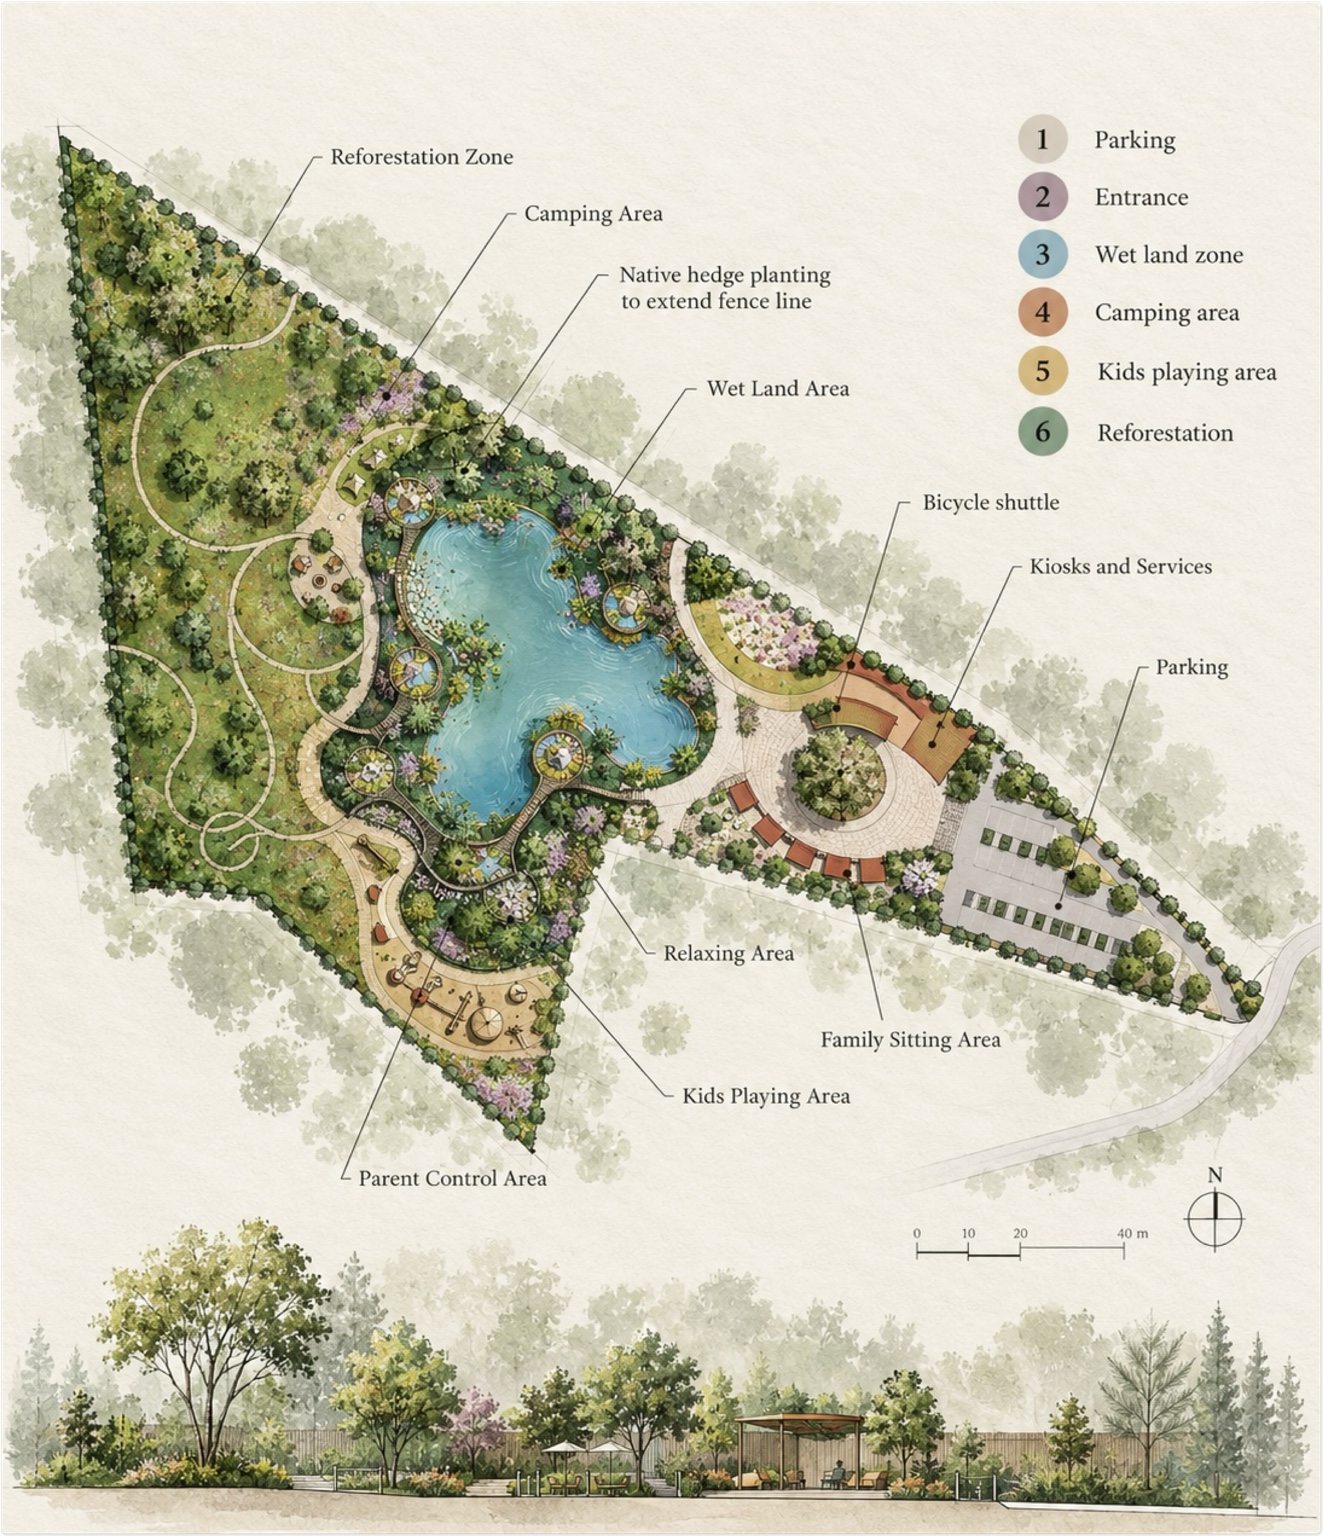 Reforestation Zone
Camping Area
Native hedge planting
to extend fence line
Wet Land Area
1 Parking
2 Entrance
3 Wet land zone
4 Camping area
5 Kids playing area
6 Reforestation
Bicycle shuttle
Kiosks and Services
Parking
Relaxing Area
Family Sitting Area
Kids Playing Area
Parent Control Area
N
0 10 20 40 m